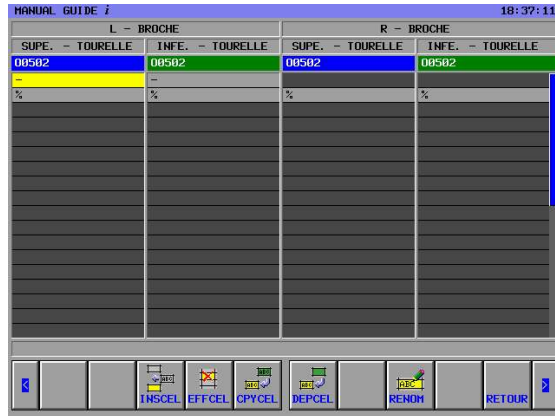 MANUAL GUIDE i 18:37:11
L - BROCHE R - BROCHE
SUPE. - TOURELLE INFE. - TOURELLE SUPE. - TOURELLE INFE. - TOURELLE
O0502 O0502 O0502 O0502
- -
% % % %
< INSCEL EFFCEL CPYCEL DEPCEL RENOM RETOUR >